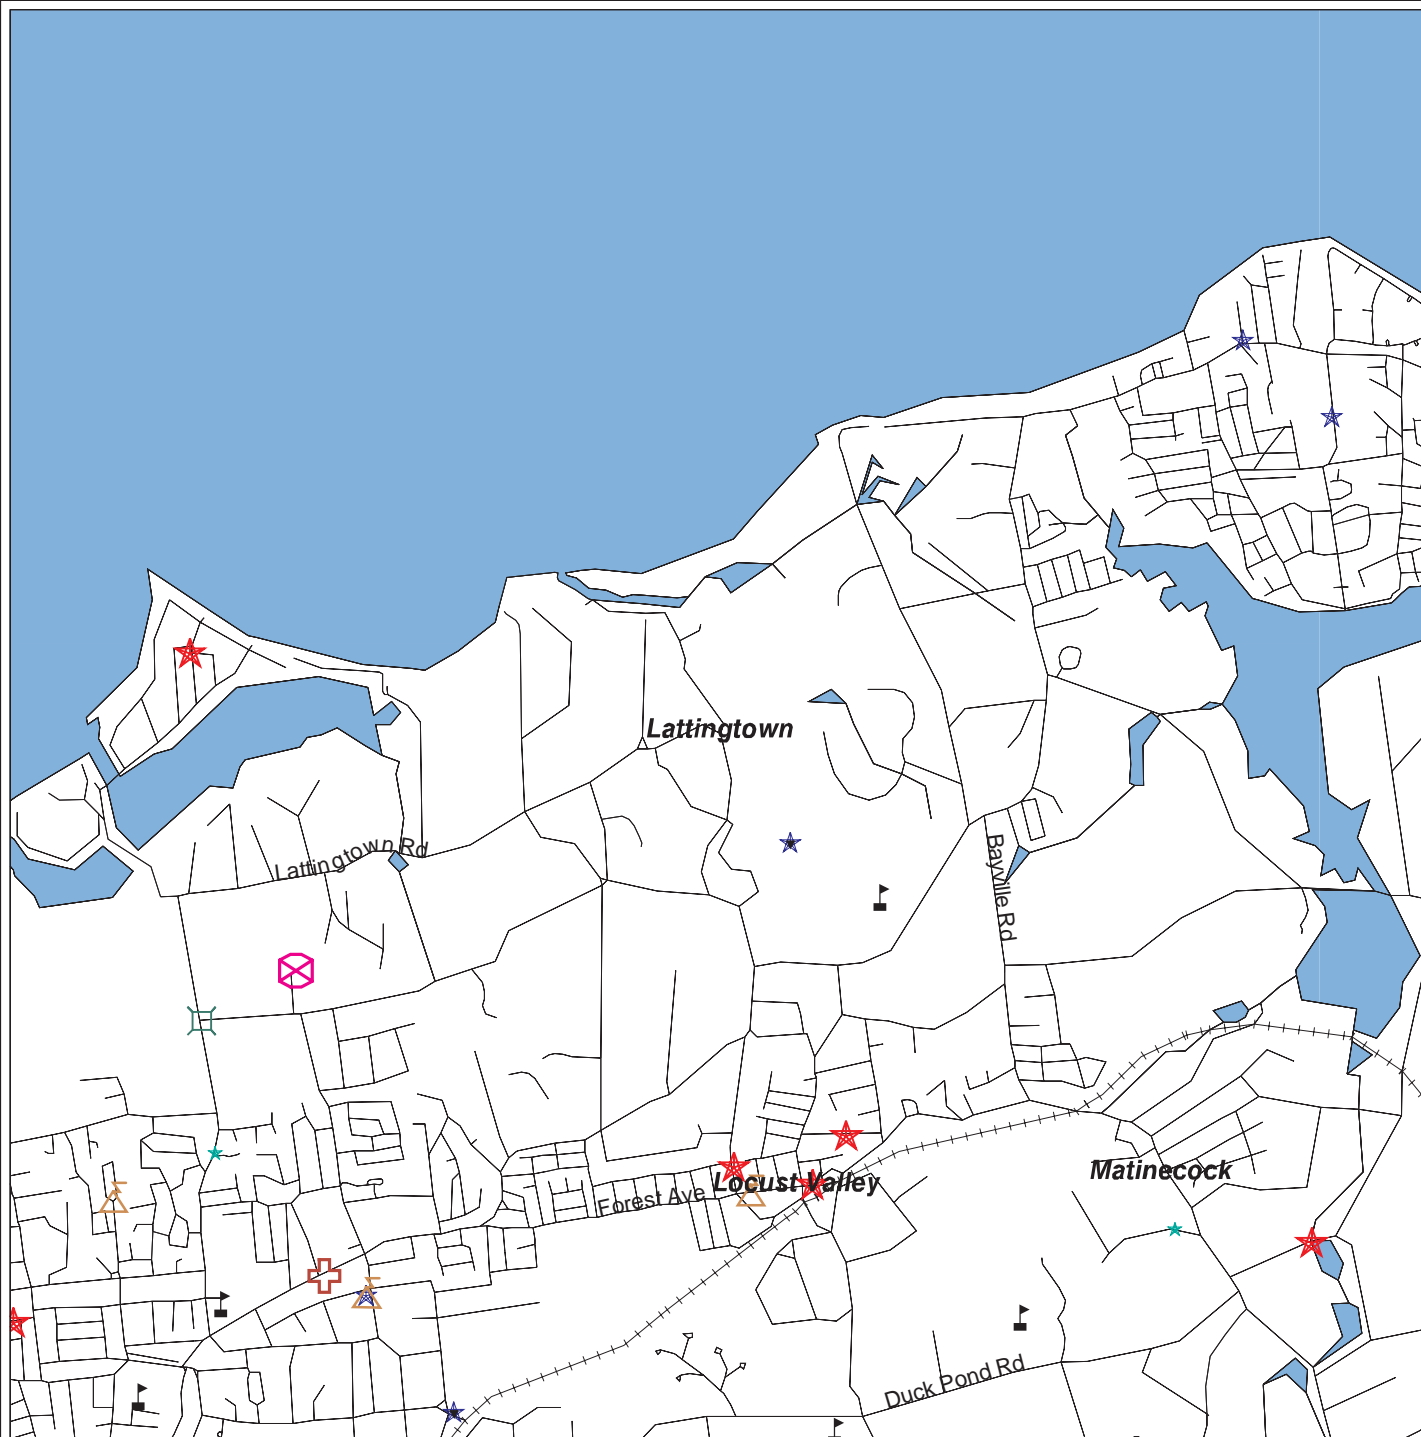 Lattingtown
Lattingtown Rd
Bayville Rd
Matinecock
Locust Valley
Forest Ave
Duck Pond Rd